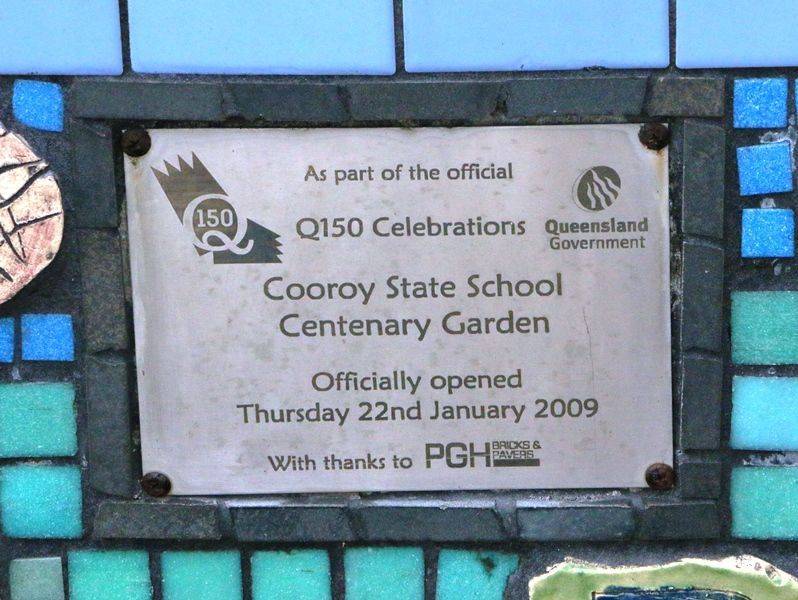 As part of the official
Q150
Q150 Celebrations
Queensland
Government
Cooroy State School
Centenary Garden
Officially opened
Thursday 22nd January 2009
With thanks to PGH BRICKS &
PAVERS